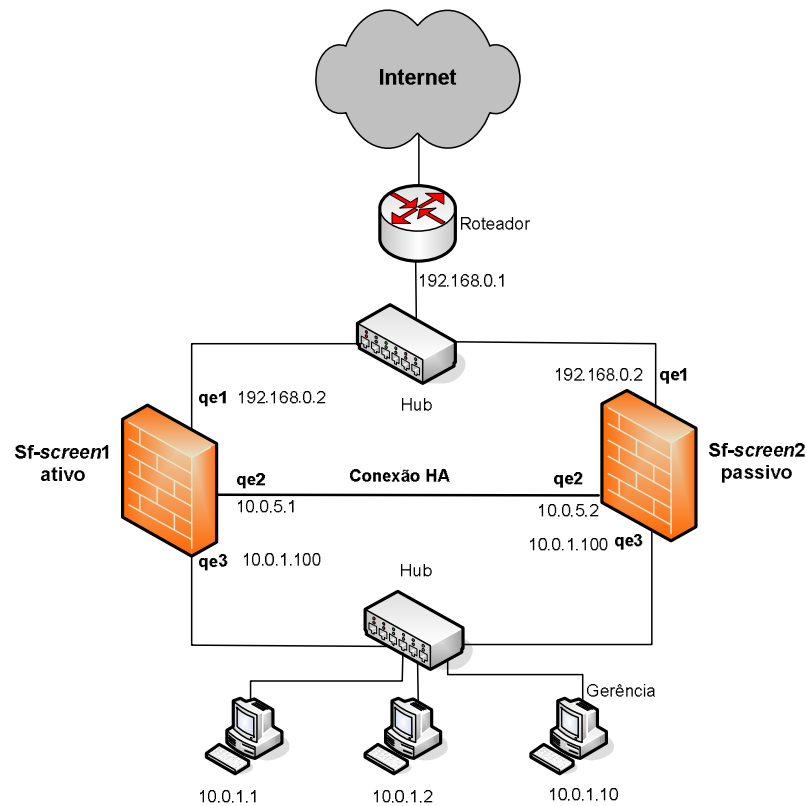 Internet
Roteador
192.168.0.1
192.168.0.2 qe1
qe1 192.168.0.2
Hub
Sf-screen1
ativo
Sf-screen2
passivo
qe2
Conexão HA
qe2
10.0.5.1
10.0.5.2
10.0.1.100 qe3
qe3 10.0.1.100
Hub
Gerência
10.0.1.1
10.0.1.2
10.0.1.10